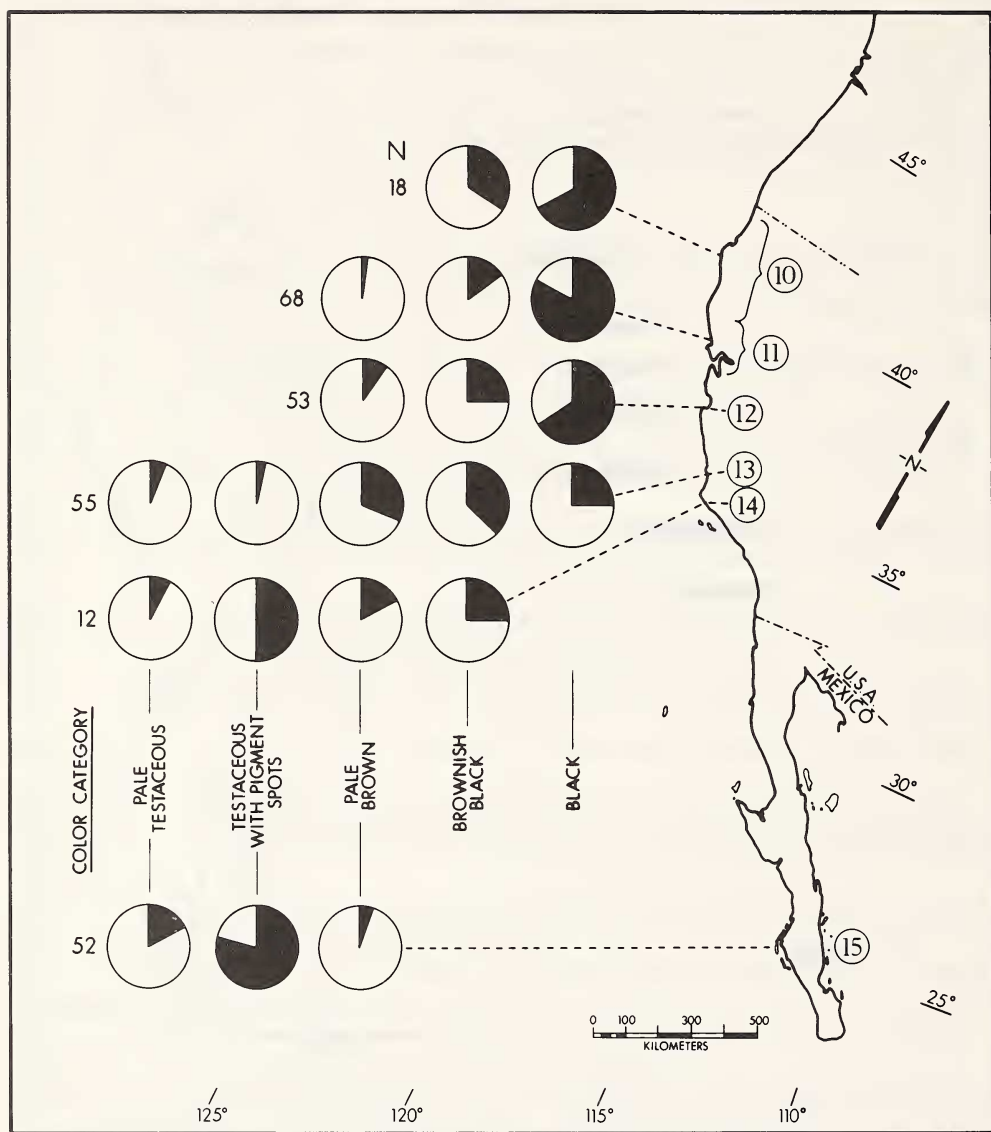 N
18
68
53
55
12
52
COLOR CATEGORY
PALE
TESTACEOUS
TESTACEOUS
WITH PIGMENT
SPOTS
PALE
BROWN
BROWNISH
BLACK
BLACK
10
11
12
13
14
15
45°
40°
-N-
35°
U.S.A.
MEXICO
30°
25°
0 100 300 500
KILOMETERS
125° 120° 115° 110°